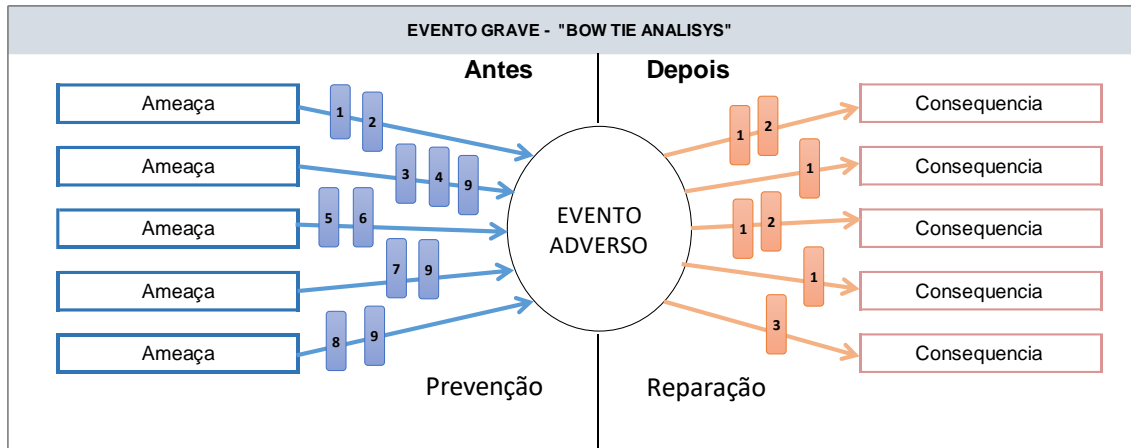 EVENTO GRAVE - "BOW TIE ANALISYS"
Antes
Depois
Ameaça
1
2
1
2
Consequencia
Ameaça
3
4
9
1
Consequencia
Ameaça
5
6
EVENTO
ADVERSO
1
2
Consequencia
Ameaça
7
9
1
Consequencia
Ameaça
8
9
3
Consequencia
Prevenção
Reparação